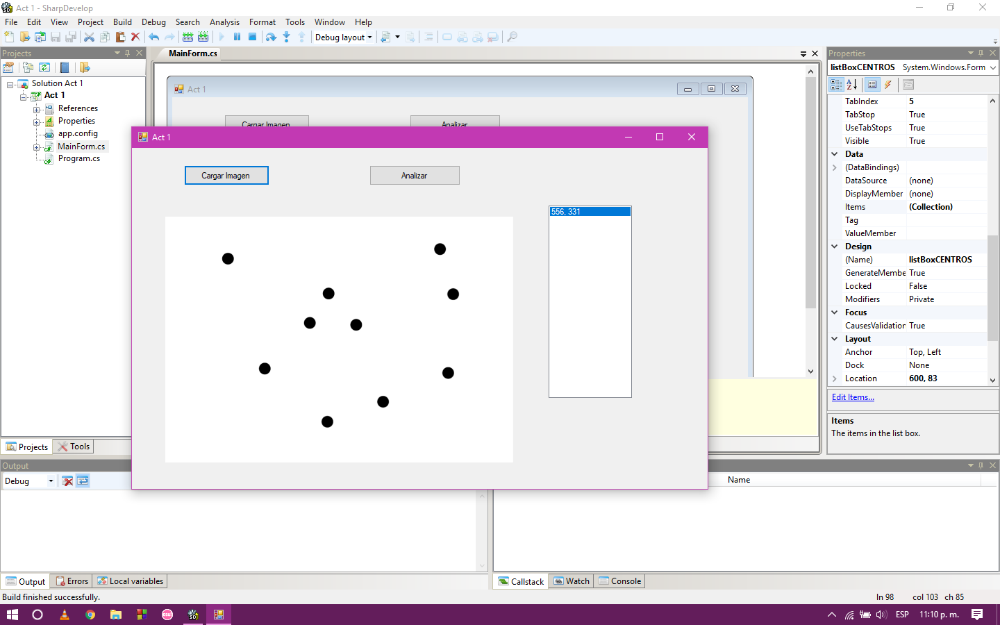 Act 1 - SharpDevelop
File Edit View Project Build Debug Search Analysis Format Tools Window Help
Debug layout
Projects
Solution Act 1
Act 1
References
Properties
app.config
MainForm.cs
Program.cs
Projects Tools
MainForm.cs
Act 1
Cargar Imagen Analizar
Act 1
Cargar Imagen Analizar
556, 331
Properties
listBoxCENTROS System.Windows.Form
TabIndex 5
TabStop True
UseTabStops True
Visible True
Data
(DataBindings)
DataSource (none)
DisplayMember (none)
Items (Collection)
Tag
ValueMember
Design
(Name) listBoxCENTROS
GenerateMembe True
Locked False
Modifiers Private
Focus
CausesValidation True
Layout
Anchor Top, Left
Dock None
Location 600, 83
Edit Items...
Items
The items in the list box.
Output
Debug
Name
Output Errors Local variables
Callstack Watch Console
Build finished successfully.
ln 98 col 103 ch 85
ESP 11:10 p. m.